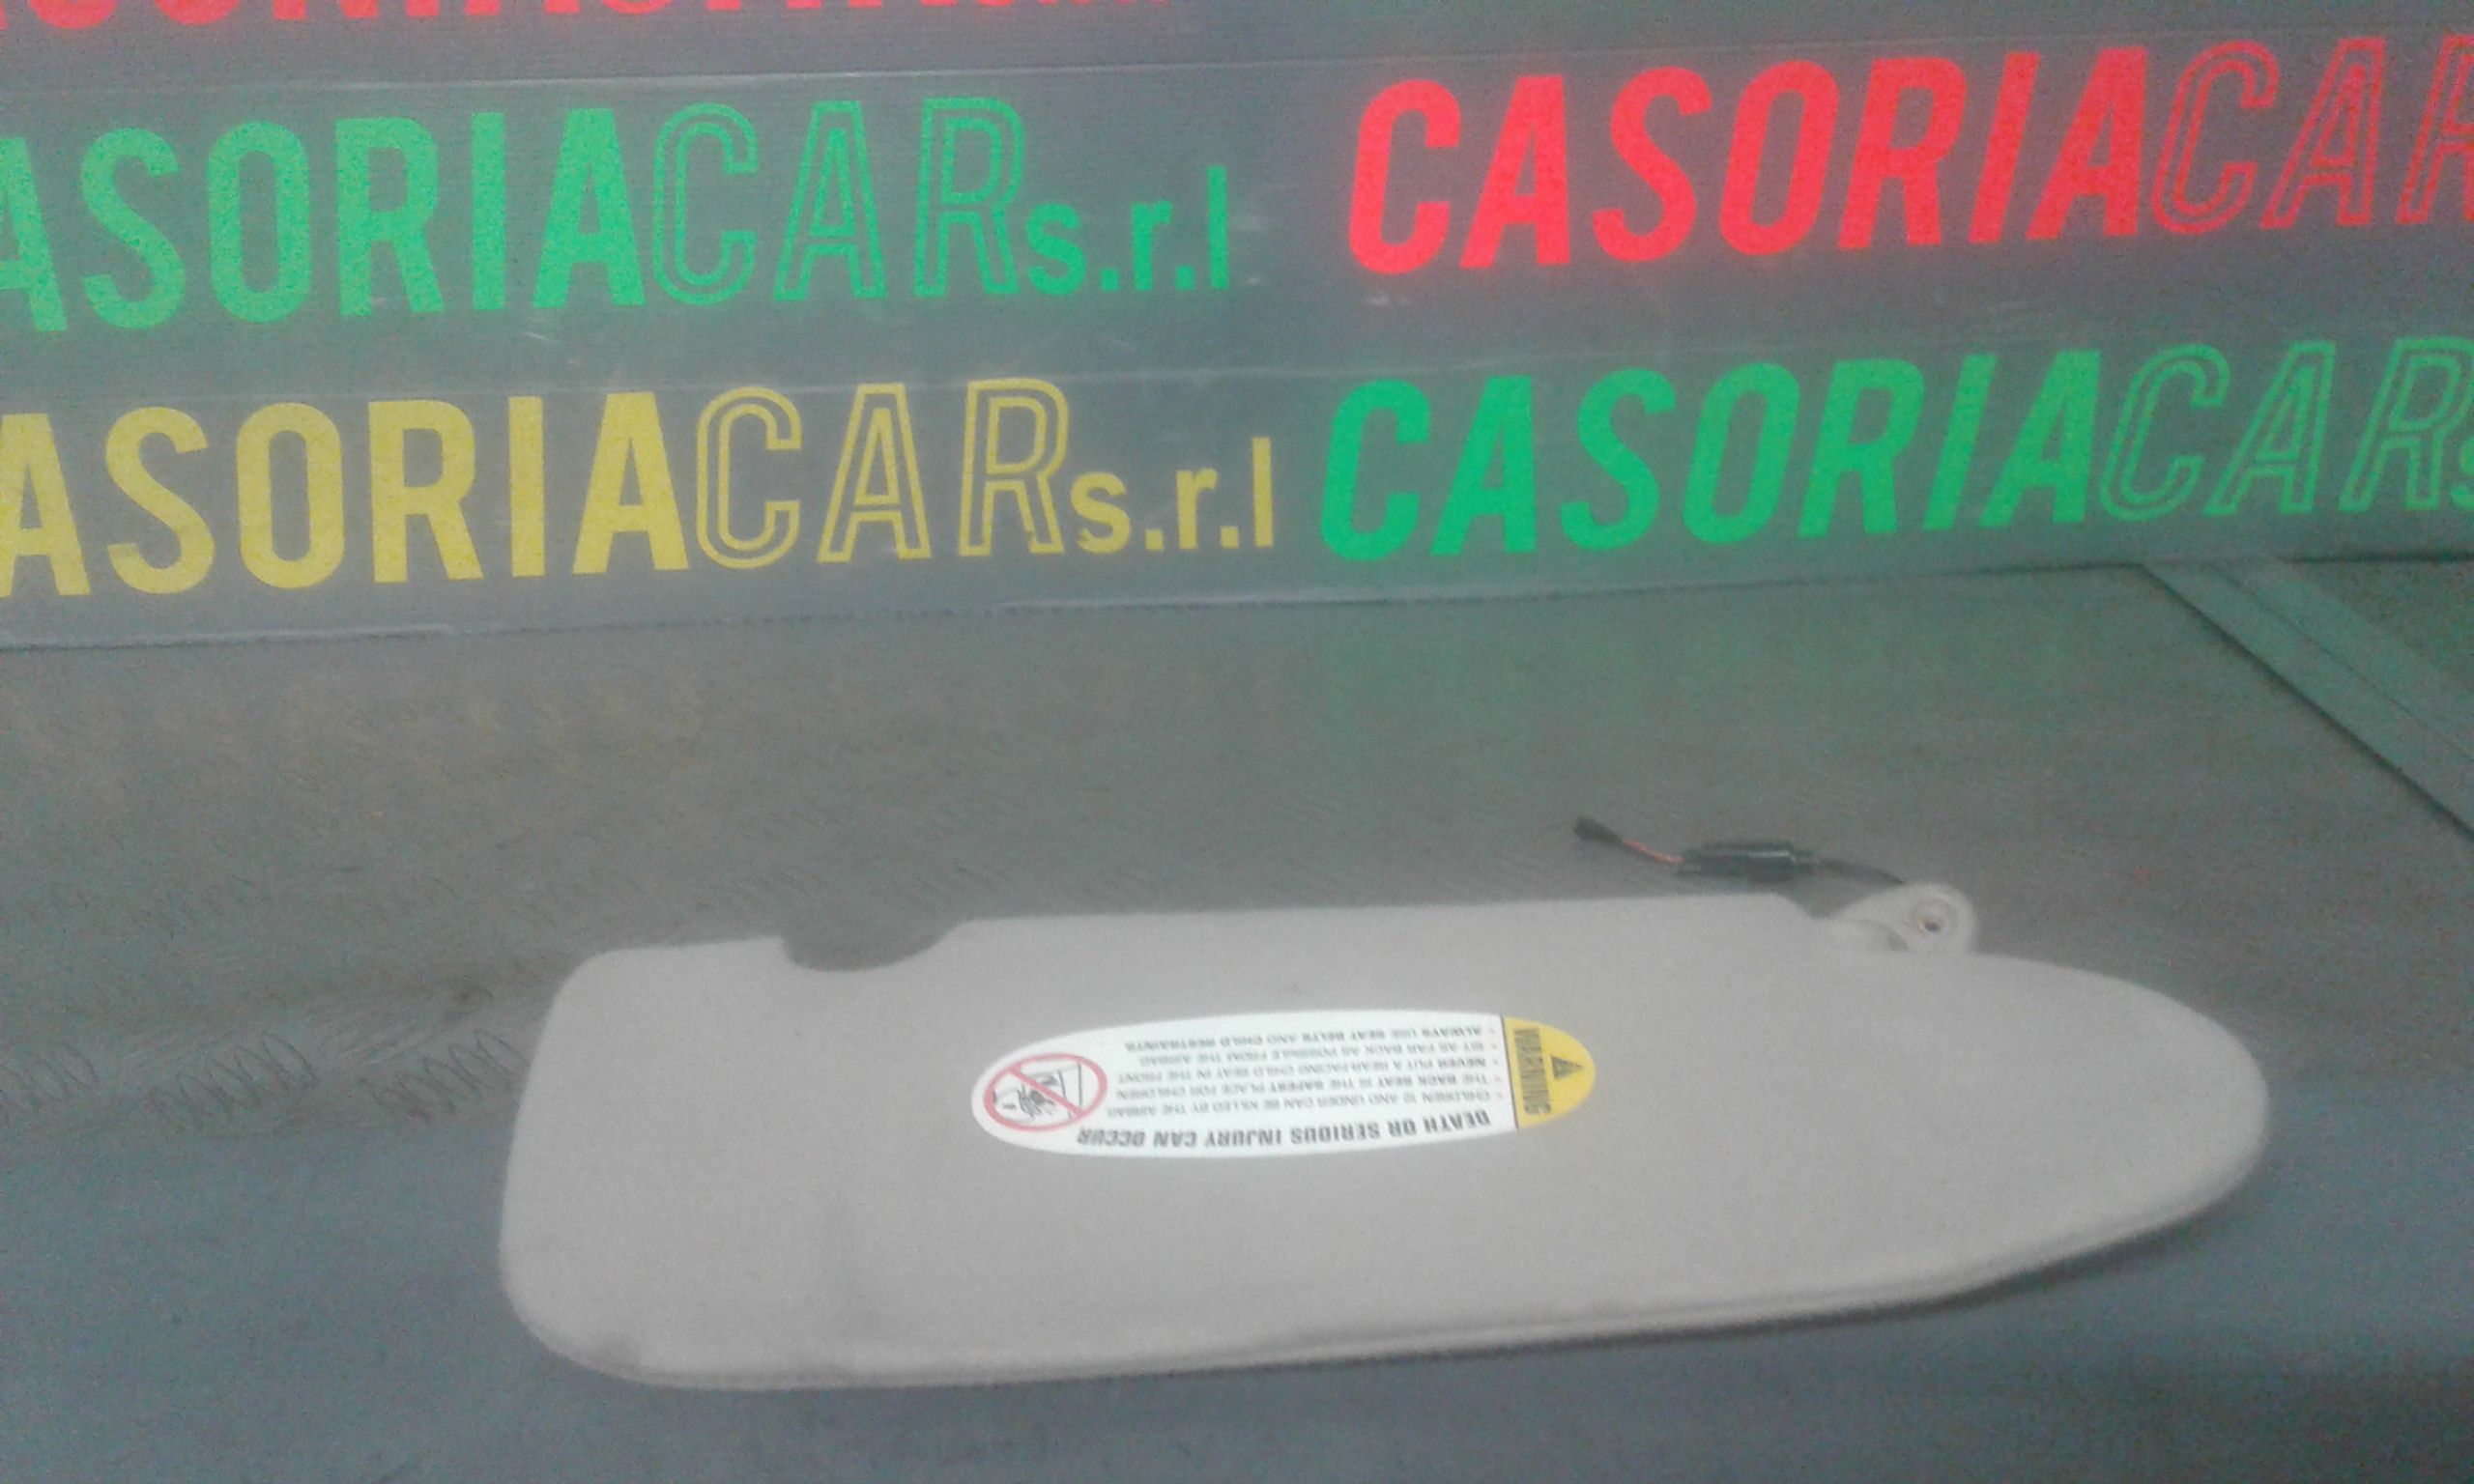 ASORIACARs.r.l
CASORIACAR
ASORIACARs.r.l
CASORIACARs
WARNING
DEATH OR SERIOUS INJURY CAN OCCUR
• CHILDREN 12 AND UNDER CAN BE KILLED BY THE AIRBAG
• THE BACK SEAT IS THE SAFEST PLACE FOR CHILDREN
• NEVER PUT A REAR-FACING CHILD SEAT IN THE FRONT
• SIT AS FAR BACK AS POSSIBLE FROM THE AIRBAG
• ALWAYS USE SEAT BELTS AND CHILD RESTRAINTS